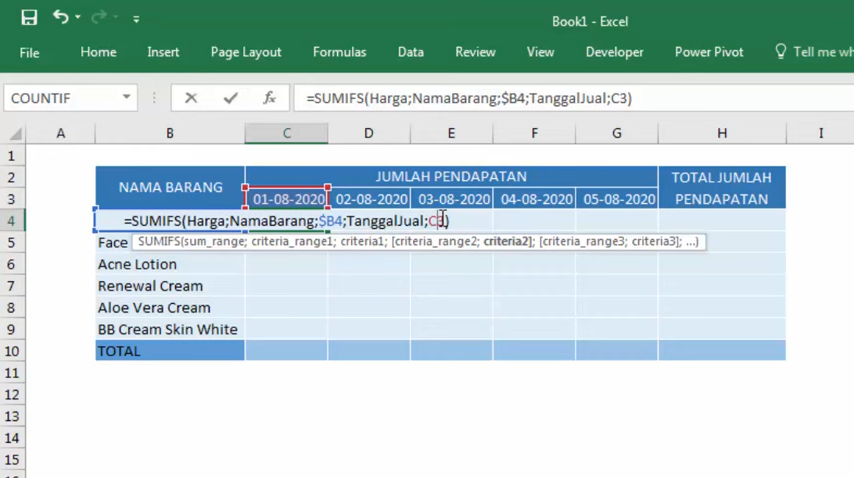 Book1 - Excel
File Home Insert Page Layout Formulas Data Review View Developer Power Pivot Tell me
COUNTIF fx =SUMIFS(Harga;NamaBarang;$B4;TanggalJual;C3)
A B C D E F G H I
1
2 NAMA BARANG JUMLAH PENDAPATAN TOTAL JUMLAH
3 01-08-2020 02-08-2020 03-08-2020 04-08-2020 05-08-2020 PENDAPATAN
4 =SUMIFS(Harga;NamaBarang;$B4;TanggalJual;C3)
5 Face SUMIFS(sum_range; criteria_range1; criteria1; [criteria_range2; criteria2]; [criteria_range3; criteria3]; ...)
6 Acne Lotion
7 Renewal Cream
8 Aloe Vera Cream
9 BB Cream Skin White
10 TOTAL
11
12
13
14
15